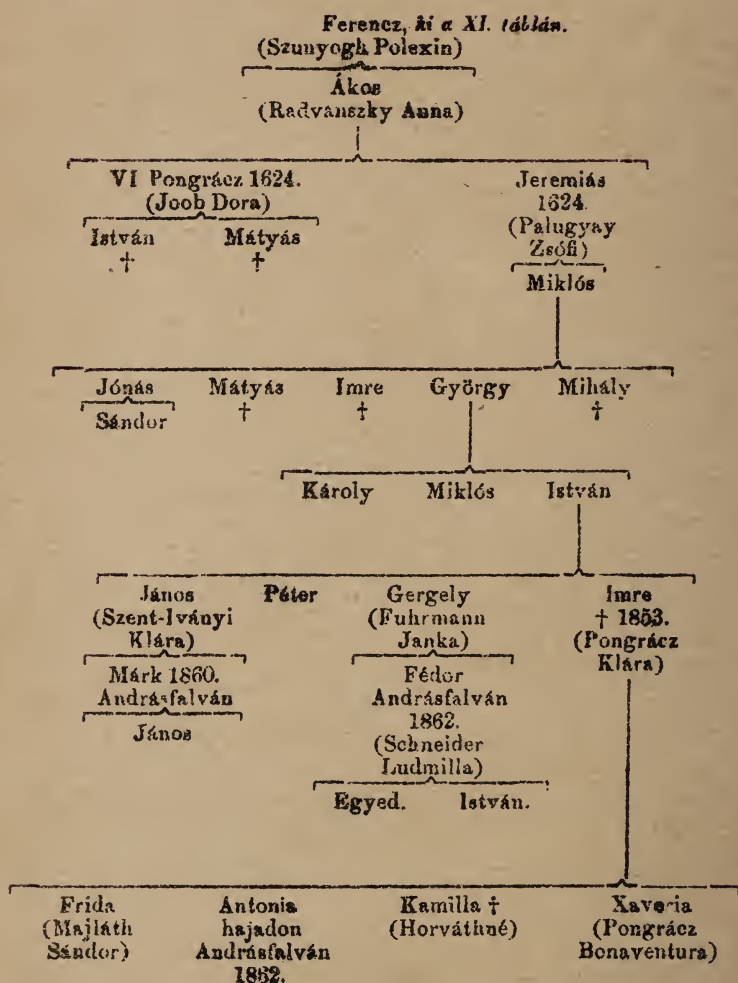 Ferencz, ki a XI. táblán.
(Szunyogh Polexin)
Ákos
(Radvanszky Anna)
VI Pongrácz 1624.
(Joob Dora)
István Mátyás
† †
Jeremiás
1624.
(Palugyay
Zsófi)
Miklós
Jónás Mátyás Imre György Mihály
† † †
Sándor
Károly Miklós István
János
(Szent-Iványi
Klára)
Márk 1860.
Andrásfalván
János
Péter
Gergely
(Fuhrmann
Janka)
Fédor
Andrásfalván
1862.
(Schneider
Ludmilla)
Egyed. István.
Imre
† 1853.
(Pongrácz
Klára)
Frida
(Majláth
Sándor)
Antonia
hajadon
Andrásfalván
1862.
Kamilla †
(Horváthné)
Xaveria
(Pongrácz
Bonaventura)